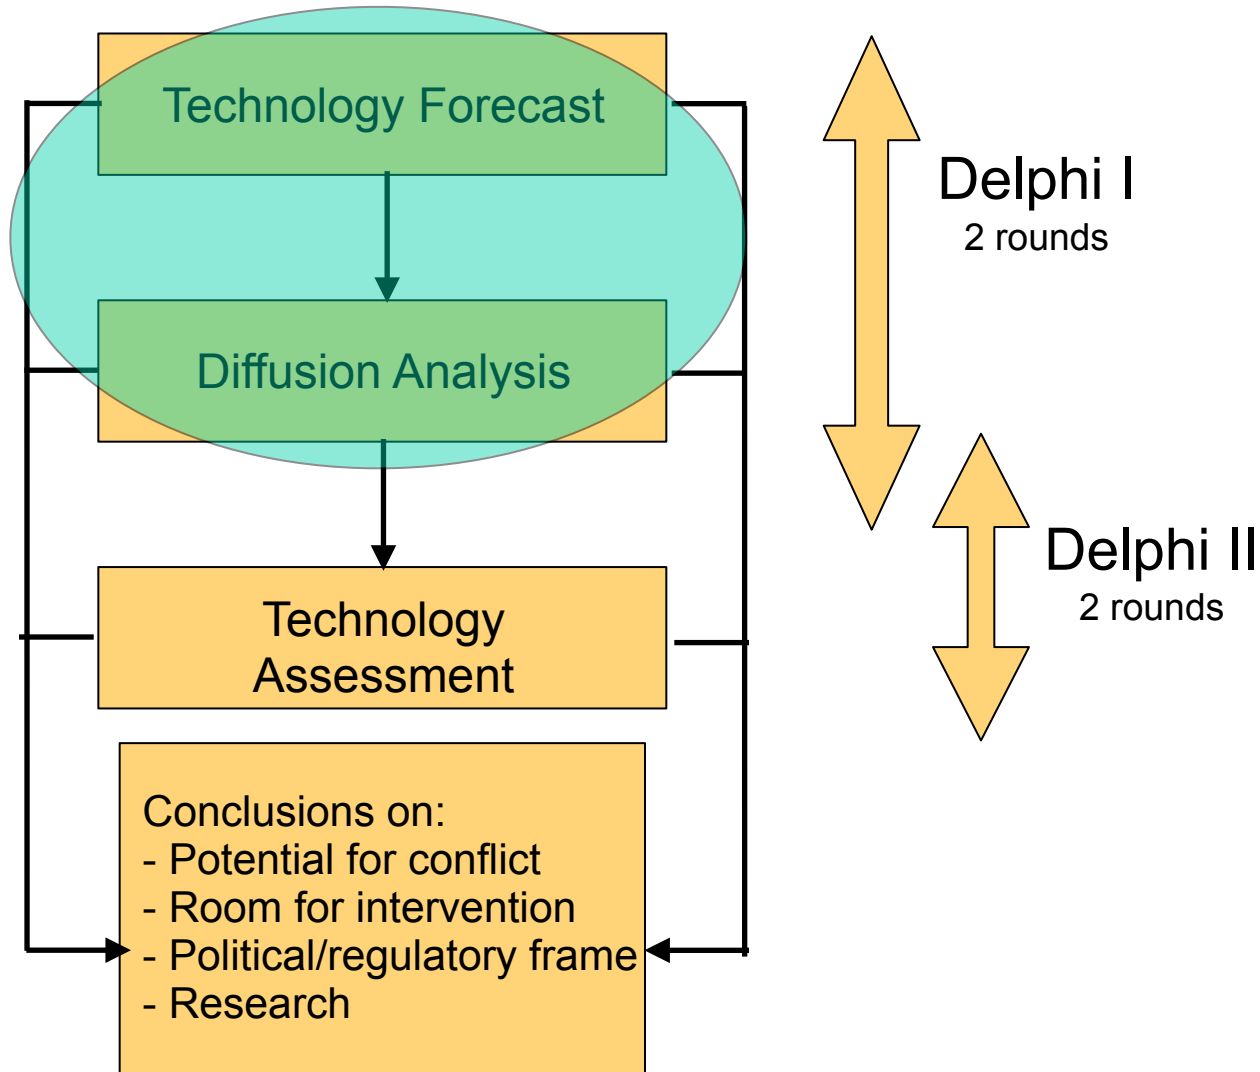 Technology Forecast
Delphi I
2 rounds
Diffusion Analysis
Delphi II
2 rounds
Technology
Assessment
Conclusions on:
- Potential for conflict
- Room for intervention
- Political/regulatory frame
- Research